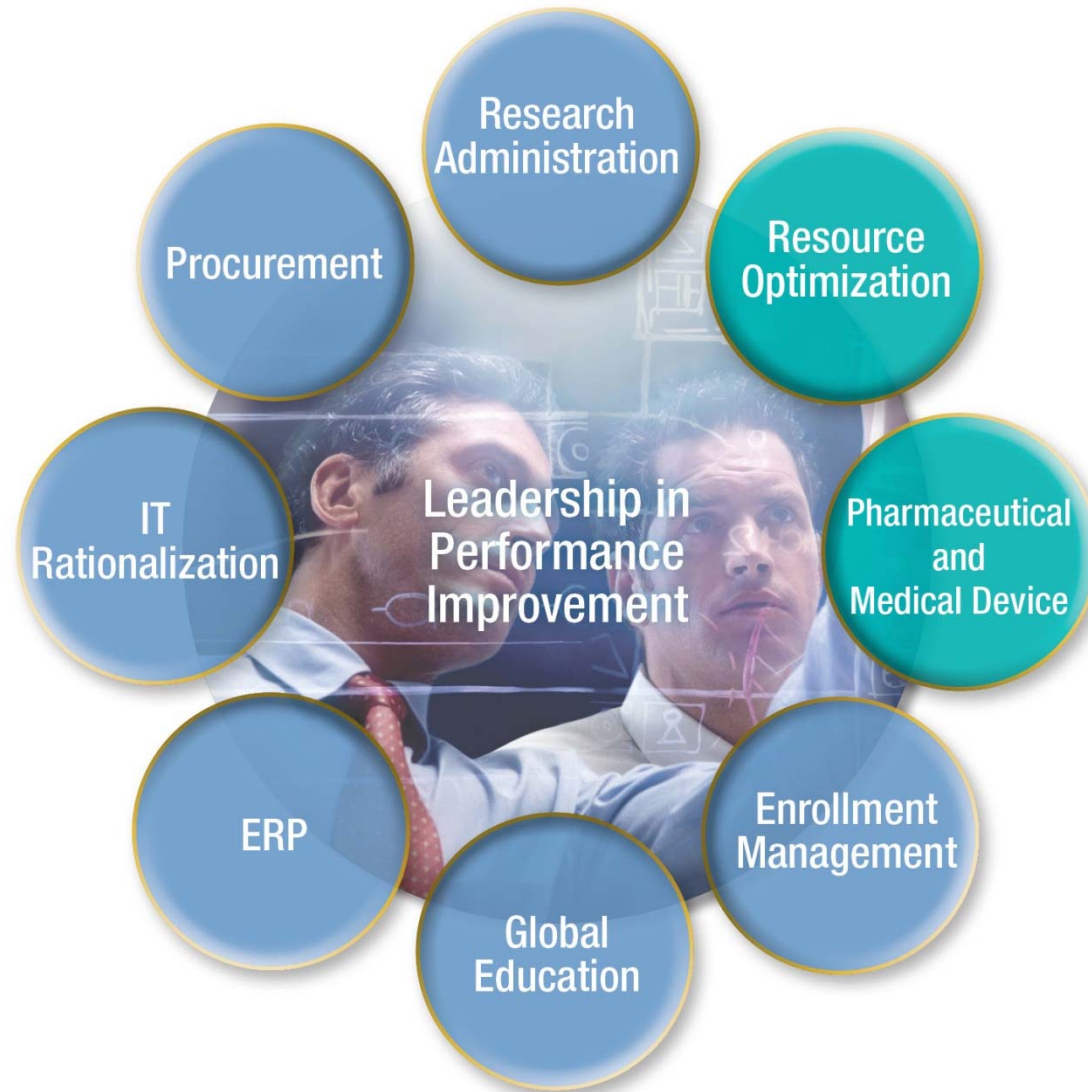 Research
Administration
Resource
Optimization
Pharmaceutical
and
Medical Device
Enrollment
Management
Global
Education
ERP
IT
Rationalization
Procurement
Leadership in
Performance
Improvement